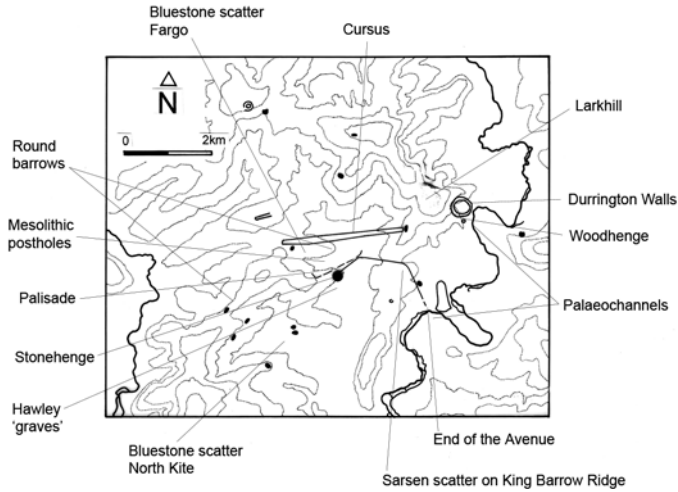 Bluestone scatter
Fargo
Cursus
N
0
2km
Larkhill
Round
barrows
Durrington Walls
Mesolithic
postholes
Woodhenge
Palisade
Palaeochannels
Stonehenge
Hawley
'graves'
Bluestone scatter
North Kite
End of the Avenue
Sarsen scatter on King Barrow Ridge